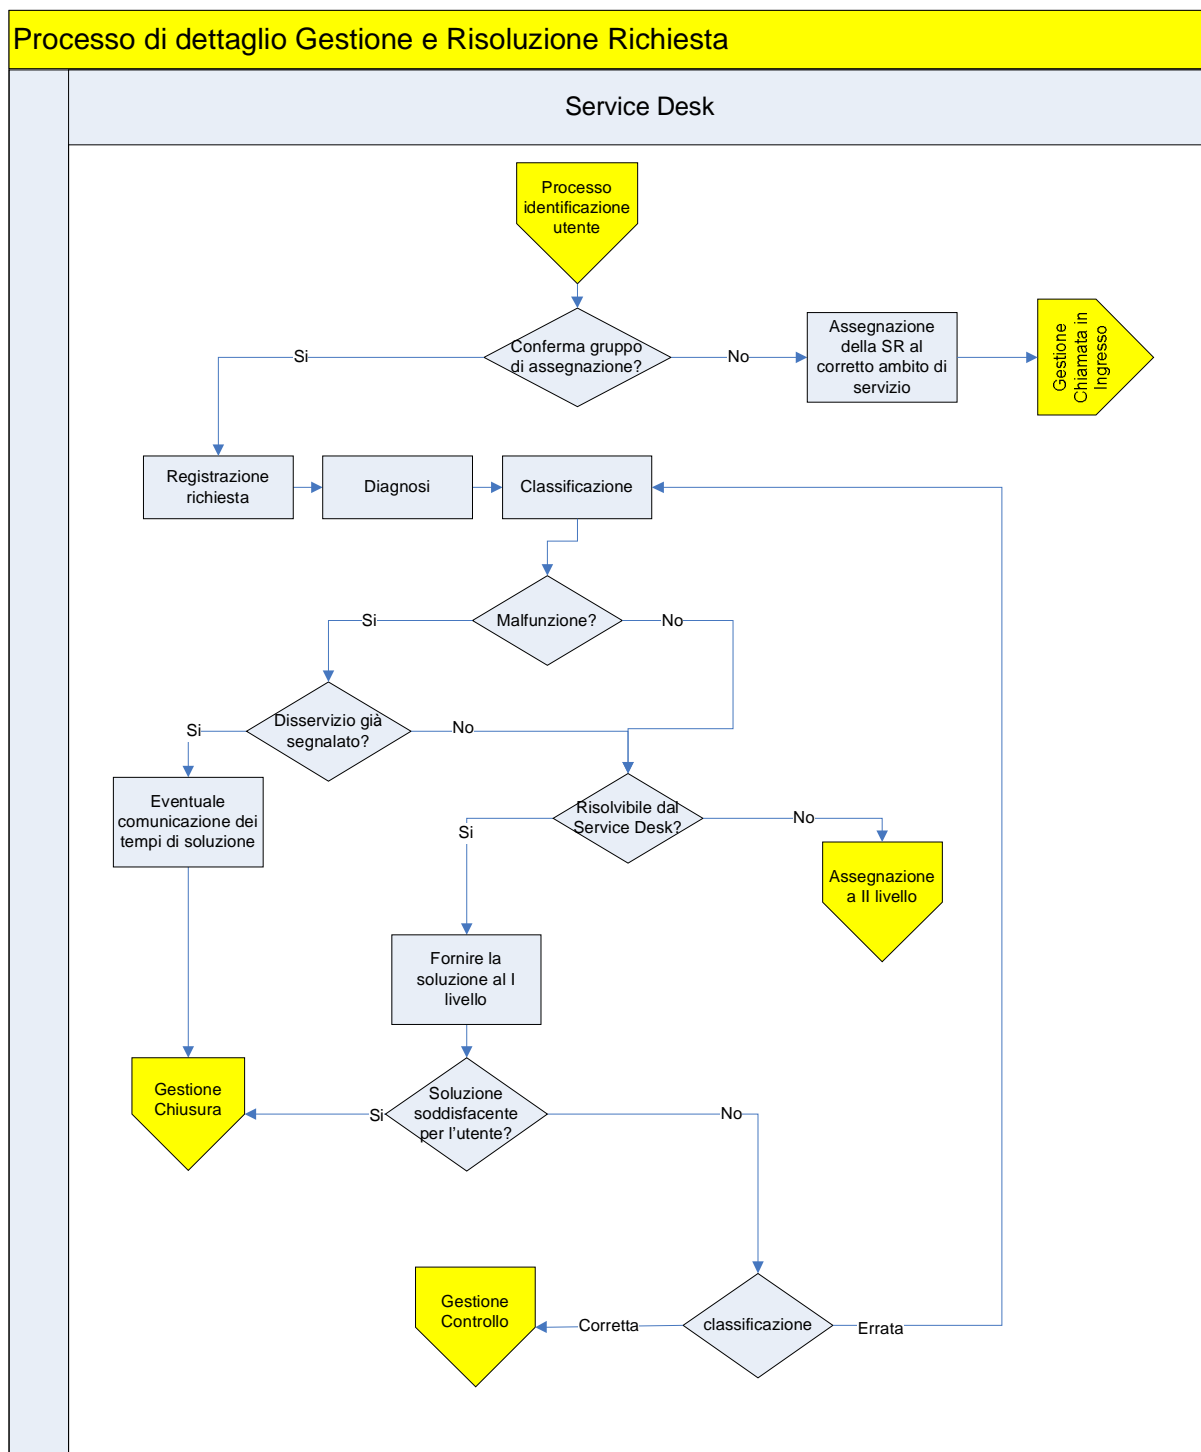 Processo di dettaglio Gestione e Risoluzione Richiesta
Service Desk
Processo
identificazione
utente
Conferma gruppo
di assegnazione?
Si
No
Assegnazione
della SR al
corretto ambito di
servizio
Gestione
Chiamata in
Ingresso
Registrazione
richiesta
Diagnosi
Classificazione
Malfunzione?
Si
No
Disservizio già
segnalato?
Si
No
Eventuale
comunicazione dei
tempi di soluzione
Risolvibile dal
Service Desk?
Si
No
Assegnazione
a II livello
Fornire la
soluzione al I
livello
Gestione
Chiusura
Si
Soluzione
soddisfacente
per l'utente?
No
Gestione
Controllo
Corretta
classificazione
Errata